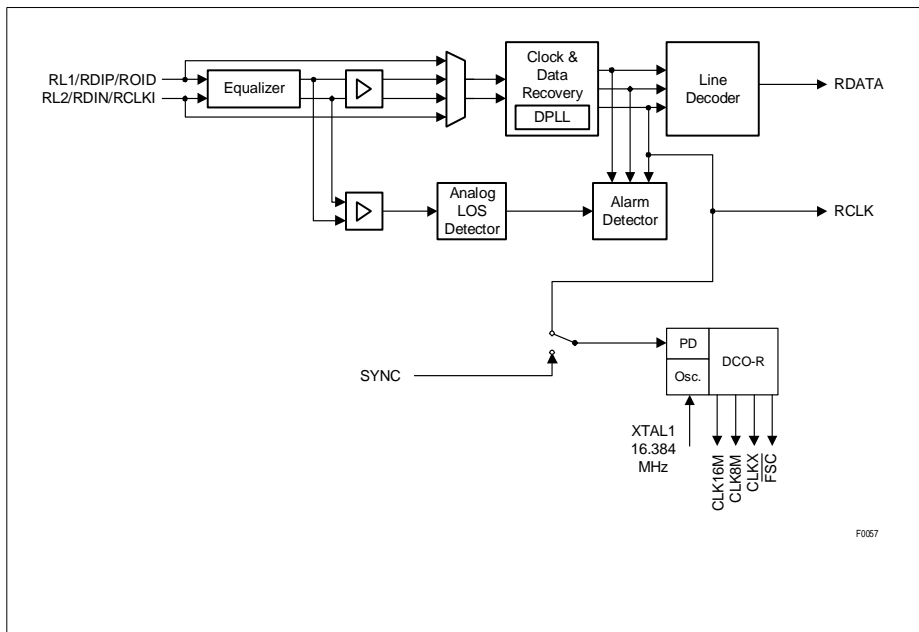 RL1/RDIP/ROID
RL2/RDIN/RCLKI
Equalizer
Clock &
Data
Recovery
DPLL
Line
Decoder
RDATA
Analog
LOS
Detector
Alarm
Detector
RCLK
SYNC
PD
Osc.
DCO-R
XTAL1
16.384
MHz
CLK16M
CLK8M
CLKX
FSC
F0057